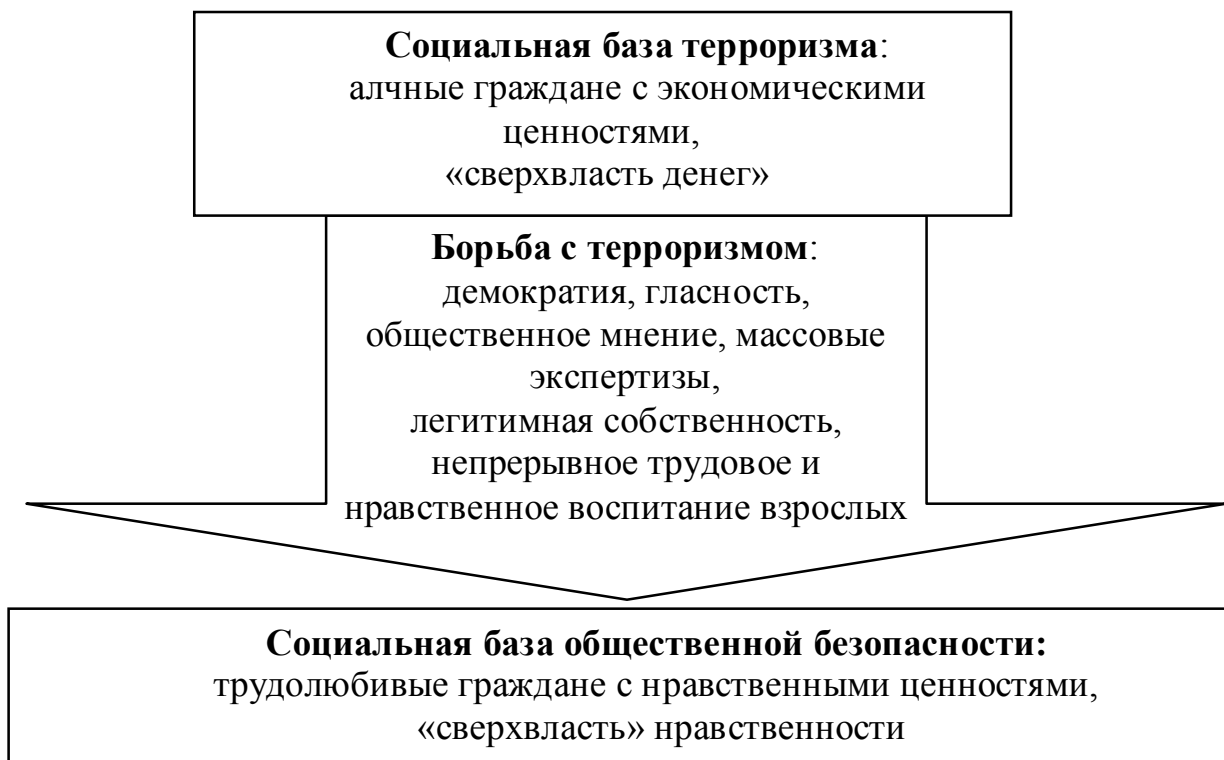 Социальная база терроризма:
алчные граждане с экономическими
ценностями,
«сверхвласть денег»
Борьба с терроризмом:
демократия, гласность,
общественное мнение, массовые
экспертизы,
легитимная собственность,
непрерывное трудовое и
нравственное воспитание взрослых
Социальная база общественной безопасности:
трудолюбивые граждане с нравственными ценностями,
«сверхвласть» нравственности